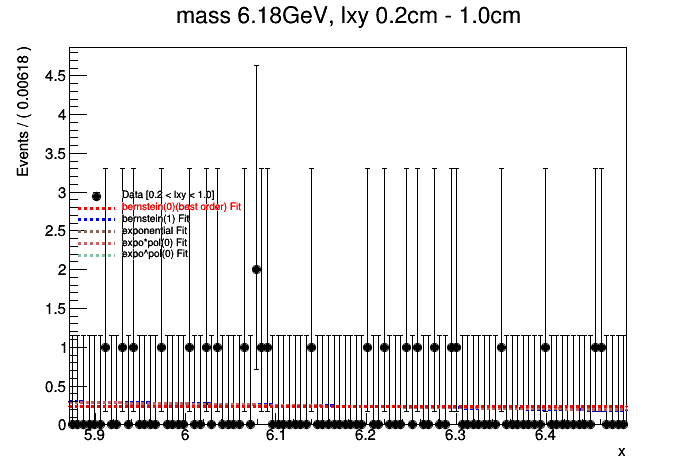 mass 6.18GeV, lxy 0.2cm - 1.0cm
Events / ( 0.00618 )
4.5
4
3.5
3
2.5
2
1.5
1
0.5
0
Data [0.2 < lxy < 1.0]
bernstein(0)(best order) Fit
bernstein(1) Fit
exponential Fit
expo*pol(0) Fit
expo^pol(0) Fit
5.9 6 6.1 6.2 6.3 6.4
x